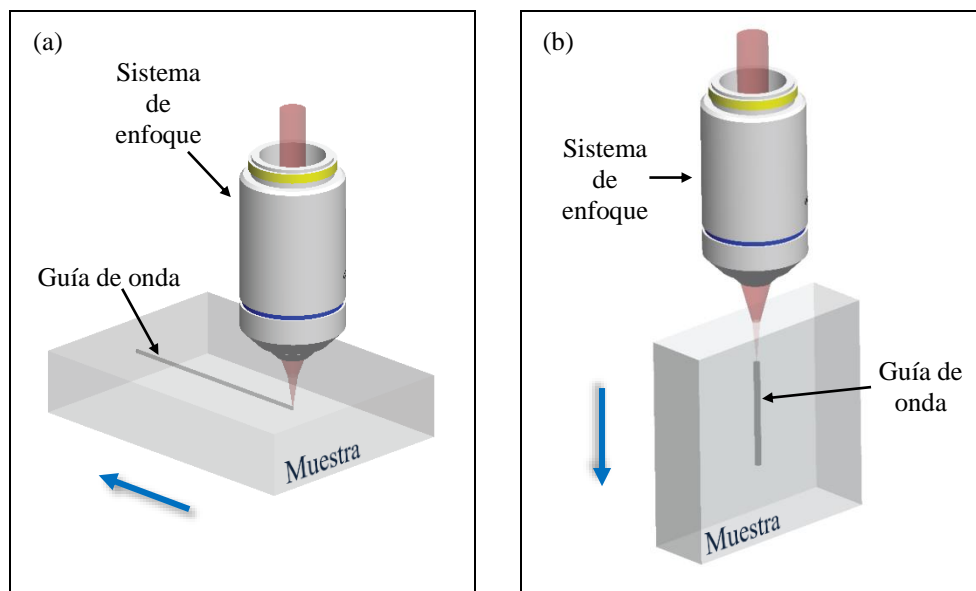 (a)
Sistema
de
enfoque
Guía de onda
Muestra
(b)
Sistema
de
enfoque
Guía de
onda
Muestra